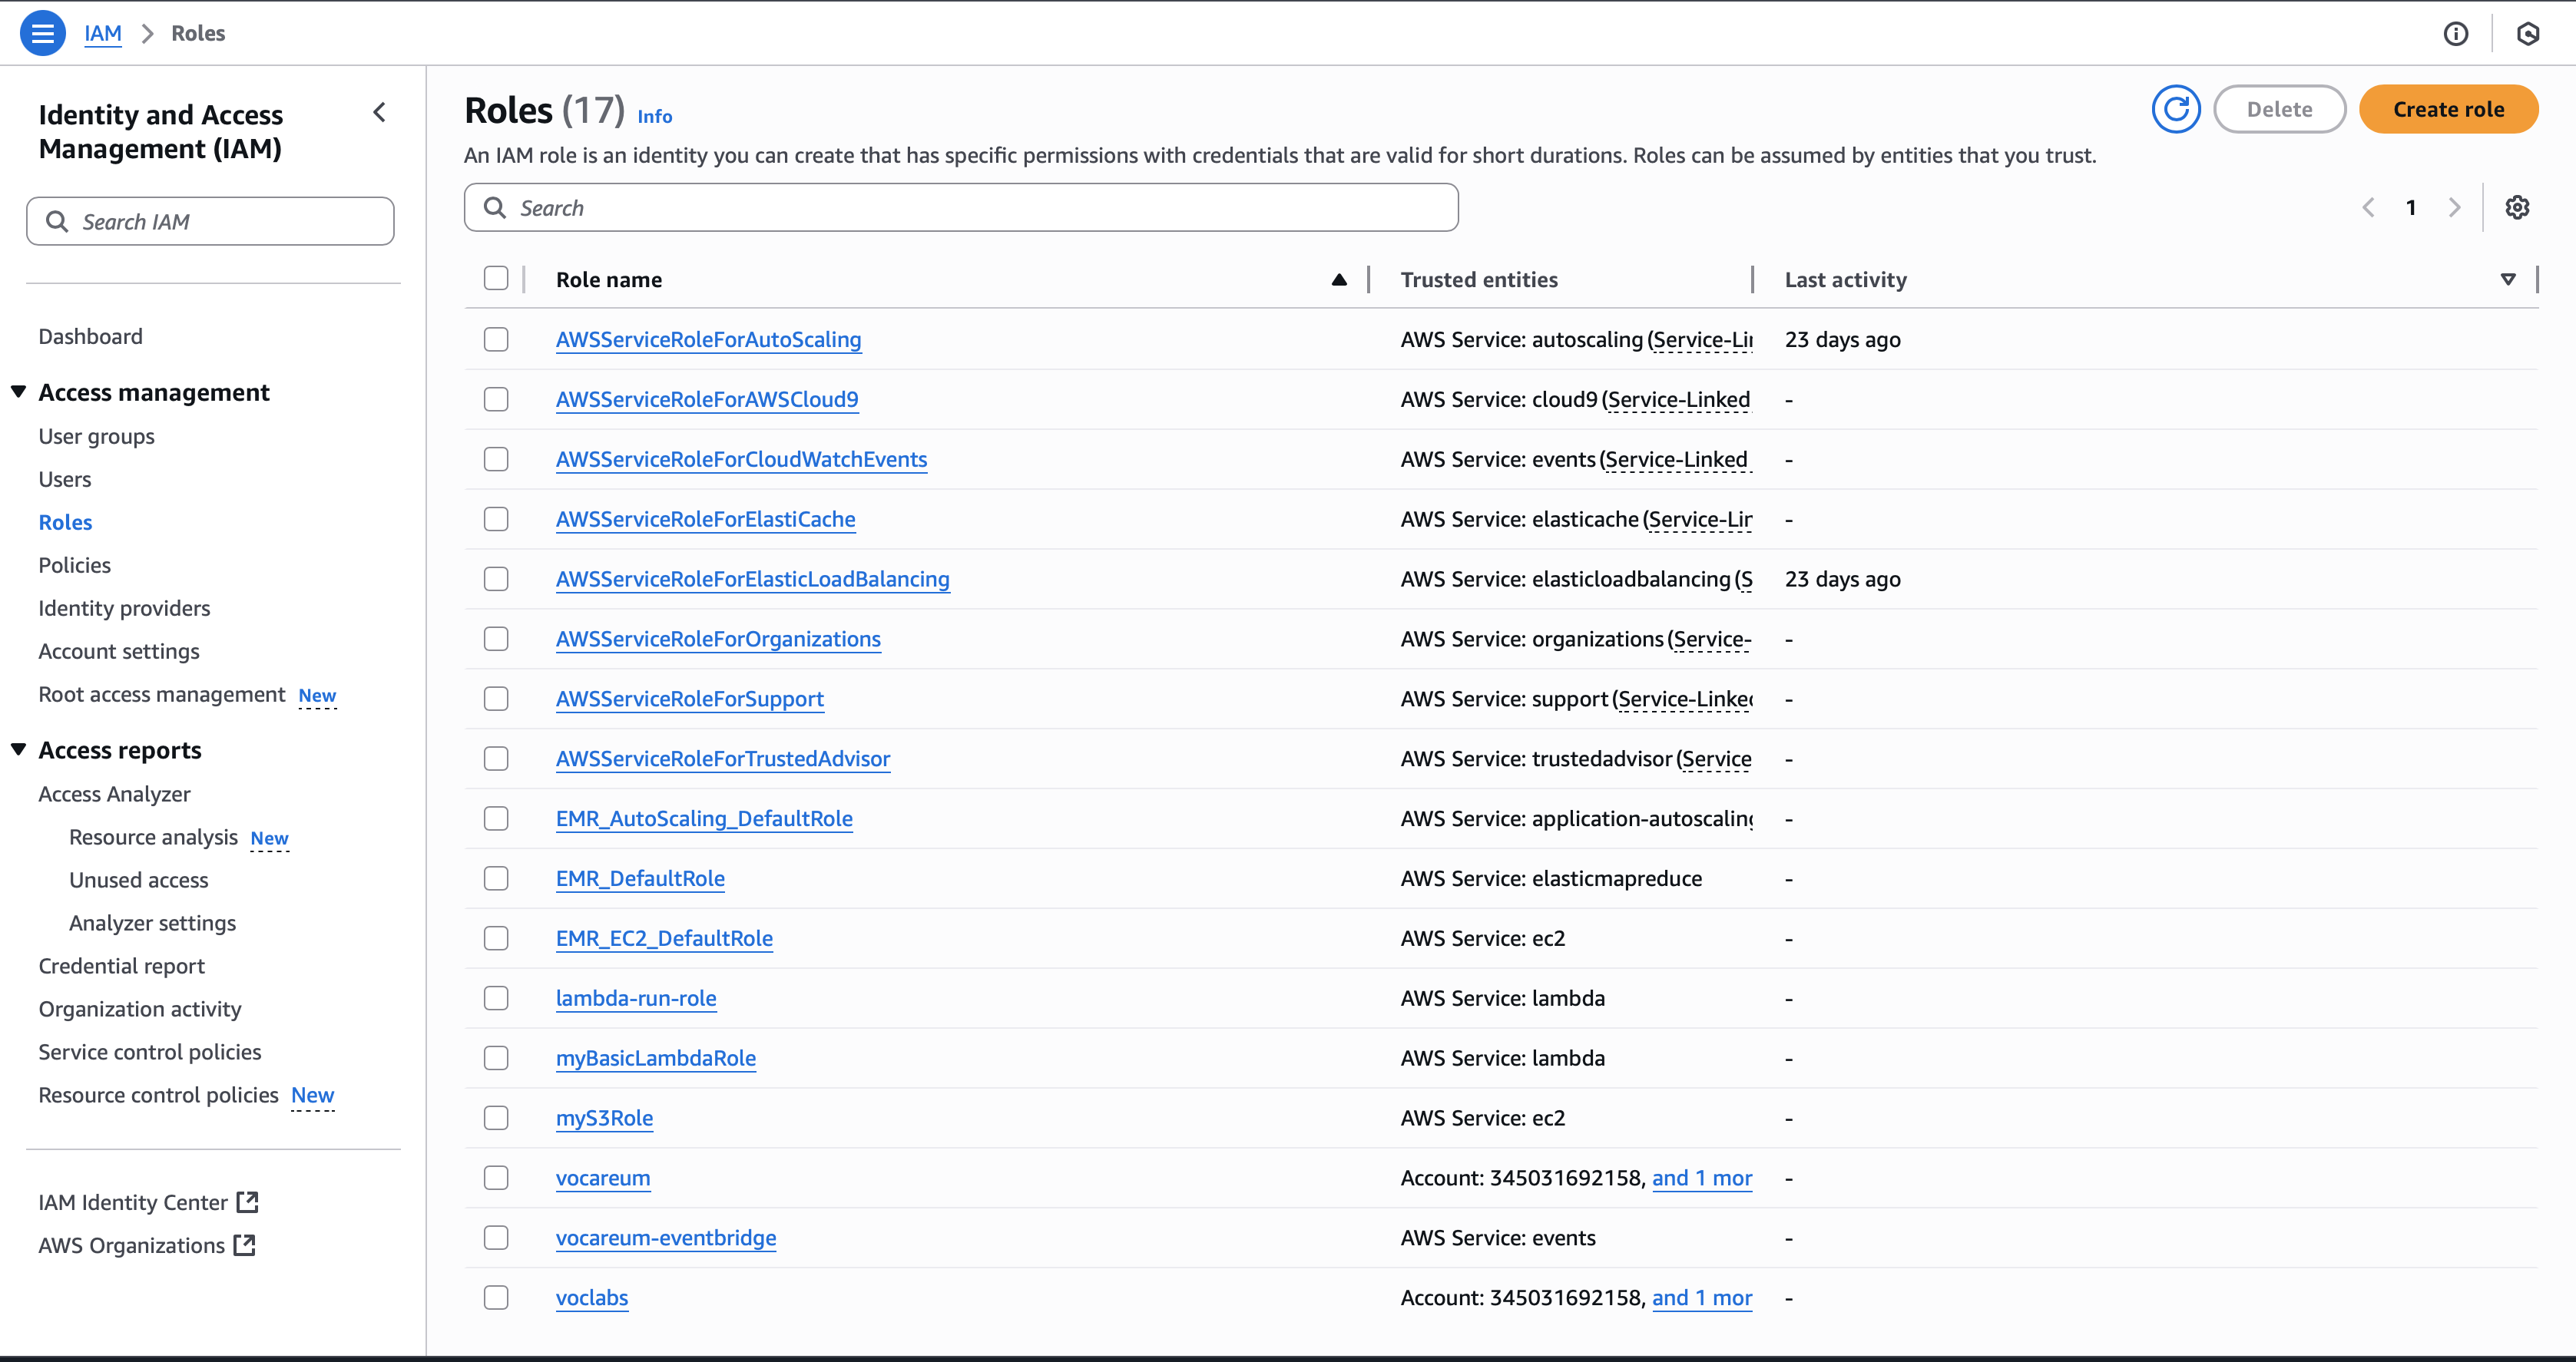 IAM > Roles
Identity and Access
Management (IAM)
Search IAM
Dashboard
Access management
User groups
Users
Roles
Policies
Identity providers
Account settings
Root access management New
Access reports
Access Analyzer
Resource analysis New
Unused access
Analyzer settings
Credential report
Organization activity
Service control policies
Resource control policies New
IAM Identity Center
AWS Organizations
Roles (17) Info
Delete
Create role
An IAM role is an identity you can create that has specific permissions with credentials that are valid for short durations. Roles can be assumed by entities that you trust.
Search
1
Role name Trusted entities Last activity
AWSServiceRoleForAutoScaling AWS Service: autoscaling (Service-Li 23 days ago
AWSServiceRoleForAWSCloud9 AWS Service: cloud9 (Service-Linked -
AWSServiceRoleForCloudWatchEvents AWS Service: events (Service-Linked -
AWSServiceRoleForElastiCache AWS Service: elasticache (Service-Li -
AWSServiceRoleForElasticLoadBalancing AWS Service: elasticloadbalancing (S 23 days ago
AWSServiceRoleForOrganizations AWS Service: organizations (Service- -
AWSServiceRoleForSupport AWS Service: support (Service-Linke -
AWSServiceRoleForTrustedAdvisor AWS Service: trustedadvisor (Service -
EMR_AutoScaling_DefaultRole AWS Service: application-autoscaling -
EMR_DefaultRole AWS Service: elasticmapreduce -
EMR_EC2_DefaultRole AWS Service: ec2 -
lambda-run-role AWS Service: lambda -
myBasicLambdaRole AWS Service: lambda -
myS3Role AWS Service: ec2 -
vocareum Account: 345031692158, and 1 mor -
vocareum-eventbridge AWS Service: events -
voclabs Account: 345031692158, and 1 mor -